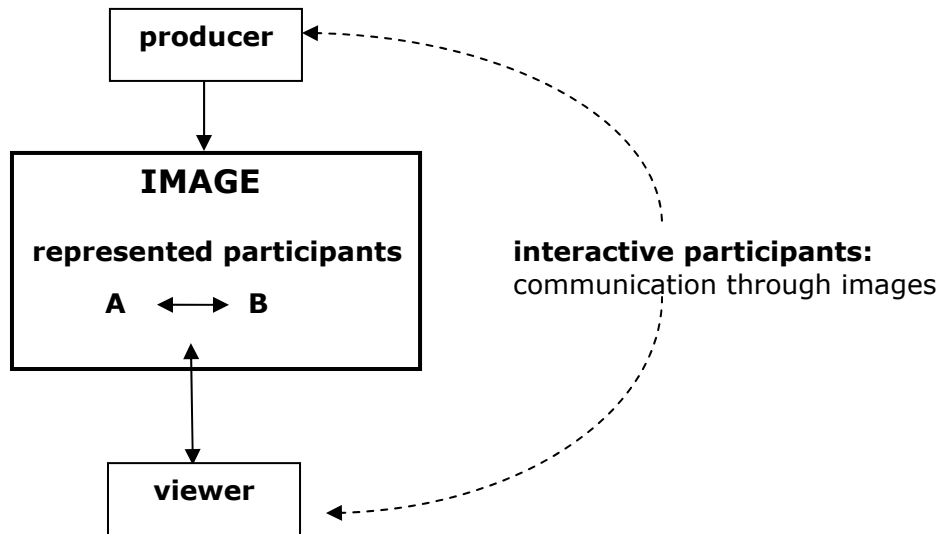 producer
IMAGE
represented participants
A B
interactive participants:
communication through images
viewer